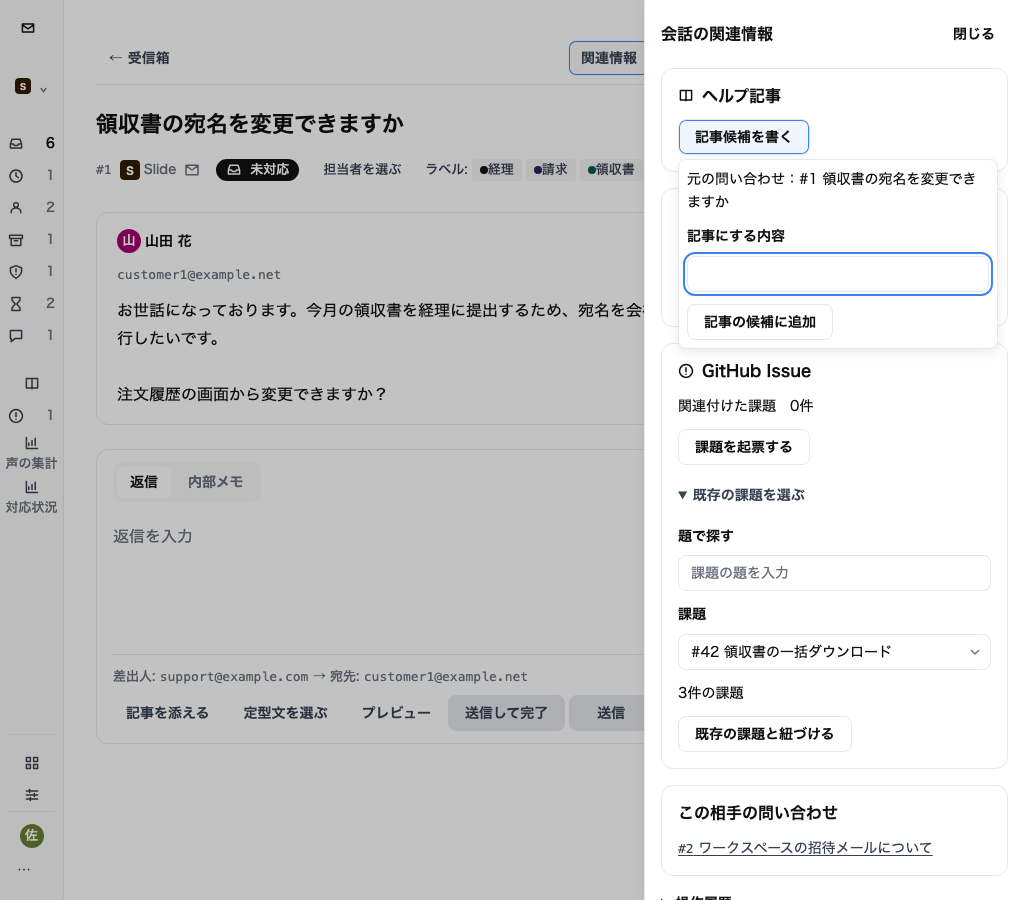 S
6
1
2
1
1
2
1
1
声の集計
対応状況
佐
...
← 受信箱
関連情報
領収書の宛名を変更できますか
#1 S Slide 未対応 担当者を選ぶ ラベル: 経理 請求 領収書
山 山田 花
customer1@example.net
お世話になっております。今月の領収書を経理に提出するため、宛名を会
行したいです。
注文履歴の画面から変更できますか？
返信 内部メモ
返信を入力
差出人: support@example.com → 宛先: customer1@example.net
記事を添える 定型文を選ぶ プレビュー 送信して完了 送信
会話の関連情報 閉じる
ヘルプ記事
記事候補を書く
元の問い合わせ：#1 領収書の宛名を変更でき
ますか
記事にする内容
記事の候補に追加
GitHub Issue
関連付けた課題 0件
課題を起票する
▼ 既存の課題を選ぶ
題で探す
課題の題を入力
課題
#42 領収書の一括ダウンロード
3件の課題
既存の課題と紐づける
この相手の問い合わせ
#2 ワークスペースの招待メールについて